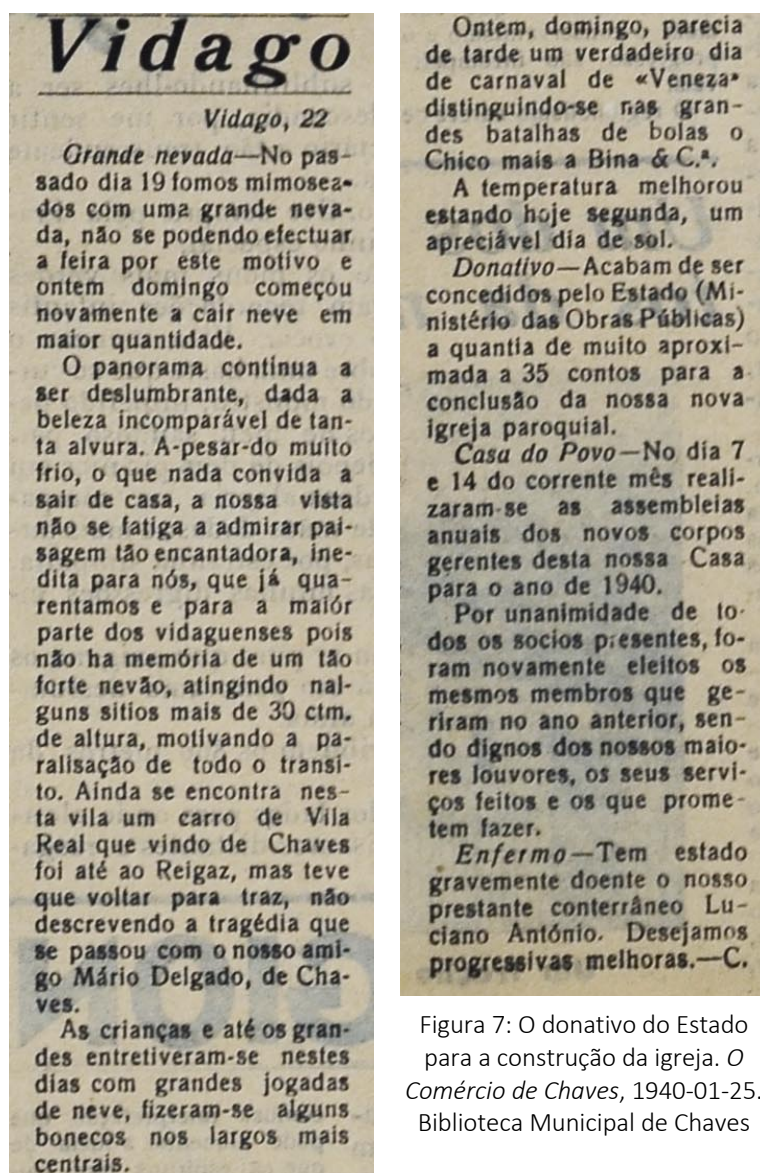 Vidago
Vidago, 22
Grande nevada—No pas-
sado dia 19 fomos mimosea-
dos com uma grande neva-
da, não se podendo efectuar
a feira por este motivo e
ontem domingo começou
novamente a cair neve em
maior quantidade.
O panorama contínua a
ser deslumbrante, dada a
beleza incomparável de tan-
ta alvura. A-pesar-do muito
frio, o que nada convida a
sair de casa, a nossa vista
não se fatiga a admirar pai-
sagem tão encantadora, ine-
dita para nós, que já qua-
rentamos e para a maiór
parte dos vidaguenses pois
não ha memória de um tão
forte nevão, atingindo nal-
guns sitios mais de 30 ctm.
de altura, motivando a pa-
ralisação de todo o transi-
to. Ainda se encontra nes-
ta vila um carro de Vila
Real que vindo de Chaves
foi até ao Reigaz, mas teve
que voltar para traz, não
descrevendo a tragédia que
se passou com o nosso ami-
go Mário Delgado, de Cha-
ves.
As crianças e até os gran-
des entretiveram-se nestes
dias com grandes jogadas
de neve, fizeram-se alguns
bonecos nos largos mais
centrais.
Ontem, domingo, parecia
de tarde um verdadeiro dia
de carnaval de «Veneza»
distinguindo-se nas gran-
des batalhas de bolas o
Chico mais a Bina & C.ª.
A temperatura melhorou
estando hoje segunda, um
apreciável dia de sol.
Donativo—Acabam de ser
concedidos pelo Estado (Mi-
nistério das Obras Públicas)
a quantia de muito aproxi-
mada a 35 contos para a
conclusão da nossa nova
igreja paroquial.
Casa do Povo—No dia 7
e 14 do corrente mês reali-
zaram-se as assembleias
anuais dos novos corpos
gerentes desta nossa Casa
para o ano de 1940.
Por unanimidade de to-
dos os socios presentes, fo-
ram novamente eleitos os
mesmos membros que ge-
riram no ano anterior, sen-
do dignos dos nossos maio-
res louvores, os seus servi-
ços feitos e os que prome-
tem fazer.
Enfermo—Tem estado
gravemente doente o nosso
prestante conterrâneo Lu-
ciano António. Desejamos
progressivas melhoras.—C.
Figura 7: O donativo do Estado
para a construção da igreja. O
Comércio de Chaves, 1940-01-25.
Biblioteca Municipal de Chaves